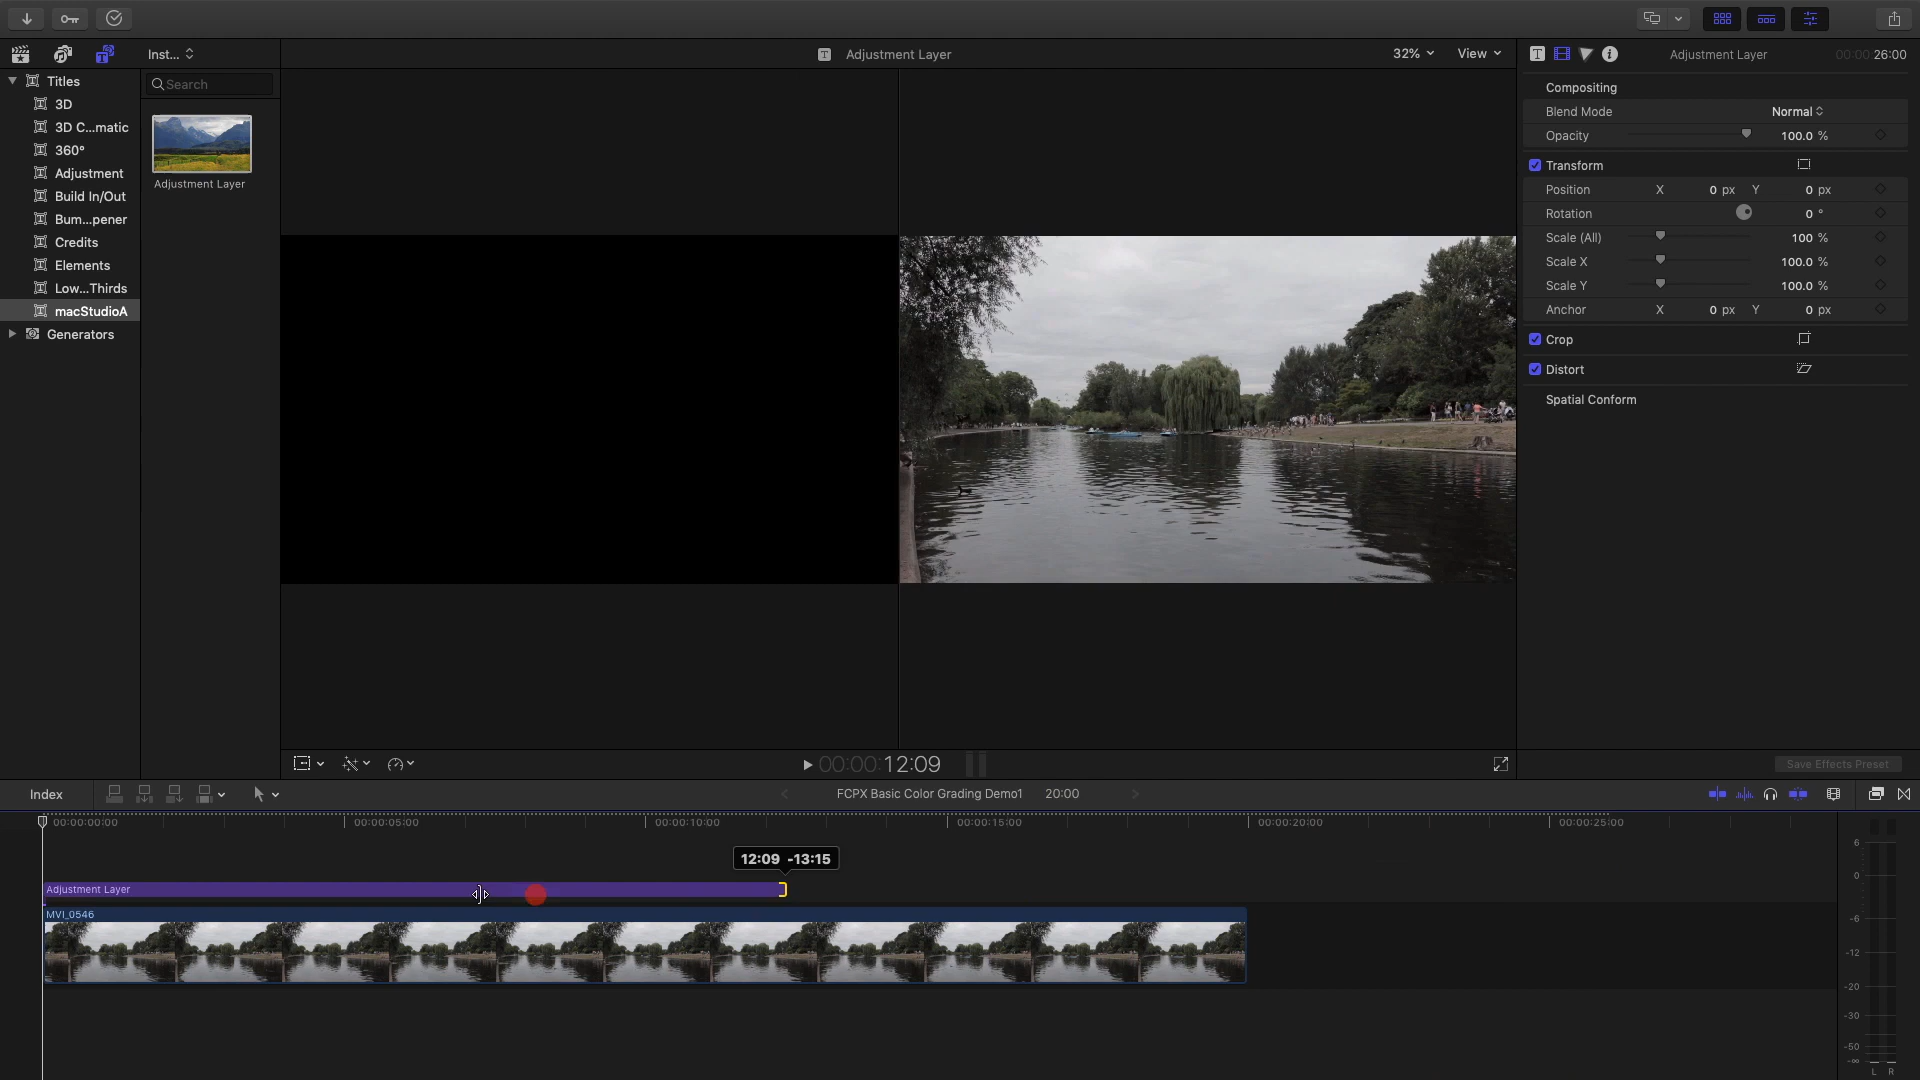 Inst...
Adjustment Layer
32%
View
Adjustment Layer
00:00:26:00
Titles
3D
3D C...matic
360°
Adjustment
Build In/Out
Bum...pener
Credits
Elements
Low...Thirds
macStudioA
Generators
Search
Adjustment Layer
Compositing
Blend Mode Normal
Opacity 100.0 %
Transform
Position X 0 px Y 0 px
Rotation 0 °
Scale (All) 100 %
Scale X 100.0 %
Scale Y 100.0 %
Anchor X 0 px Y 0 px
Crop
Distort
Spatial Conform
00:00:12:09
Save Effects Preset
Index
FCPX Basic Color Grading Demo1 20:00
00:00:00:00 00:00:05:00 00:00:10:00 00:00:15:00 00:00:20:00 00:00:25:00
12:09 -13:15
Adjustment Layer
MVI_0546
6
0
-6
-12
-20
-30
-50
-∞
L R